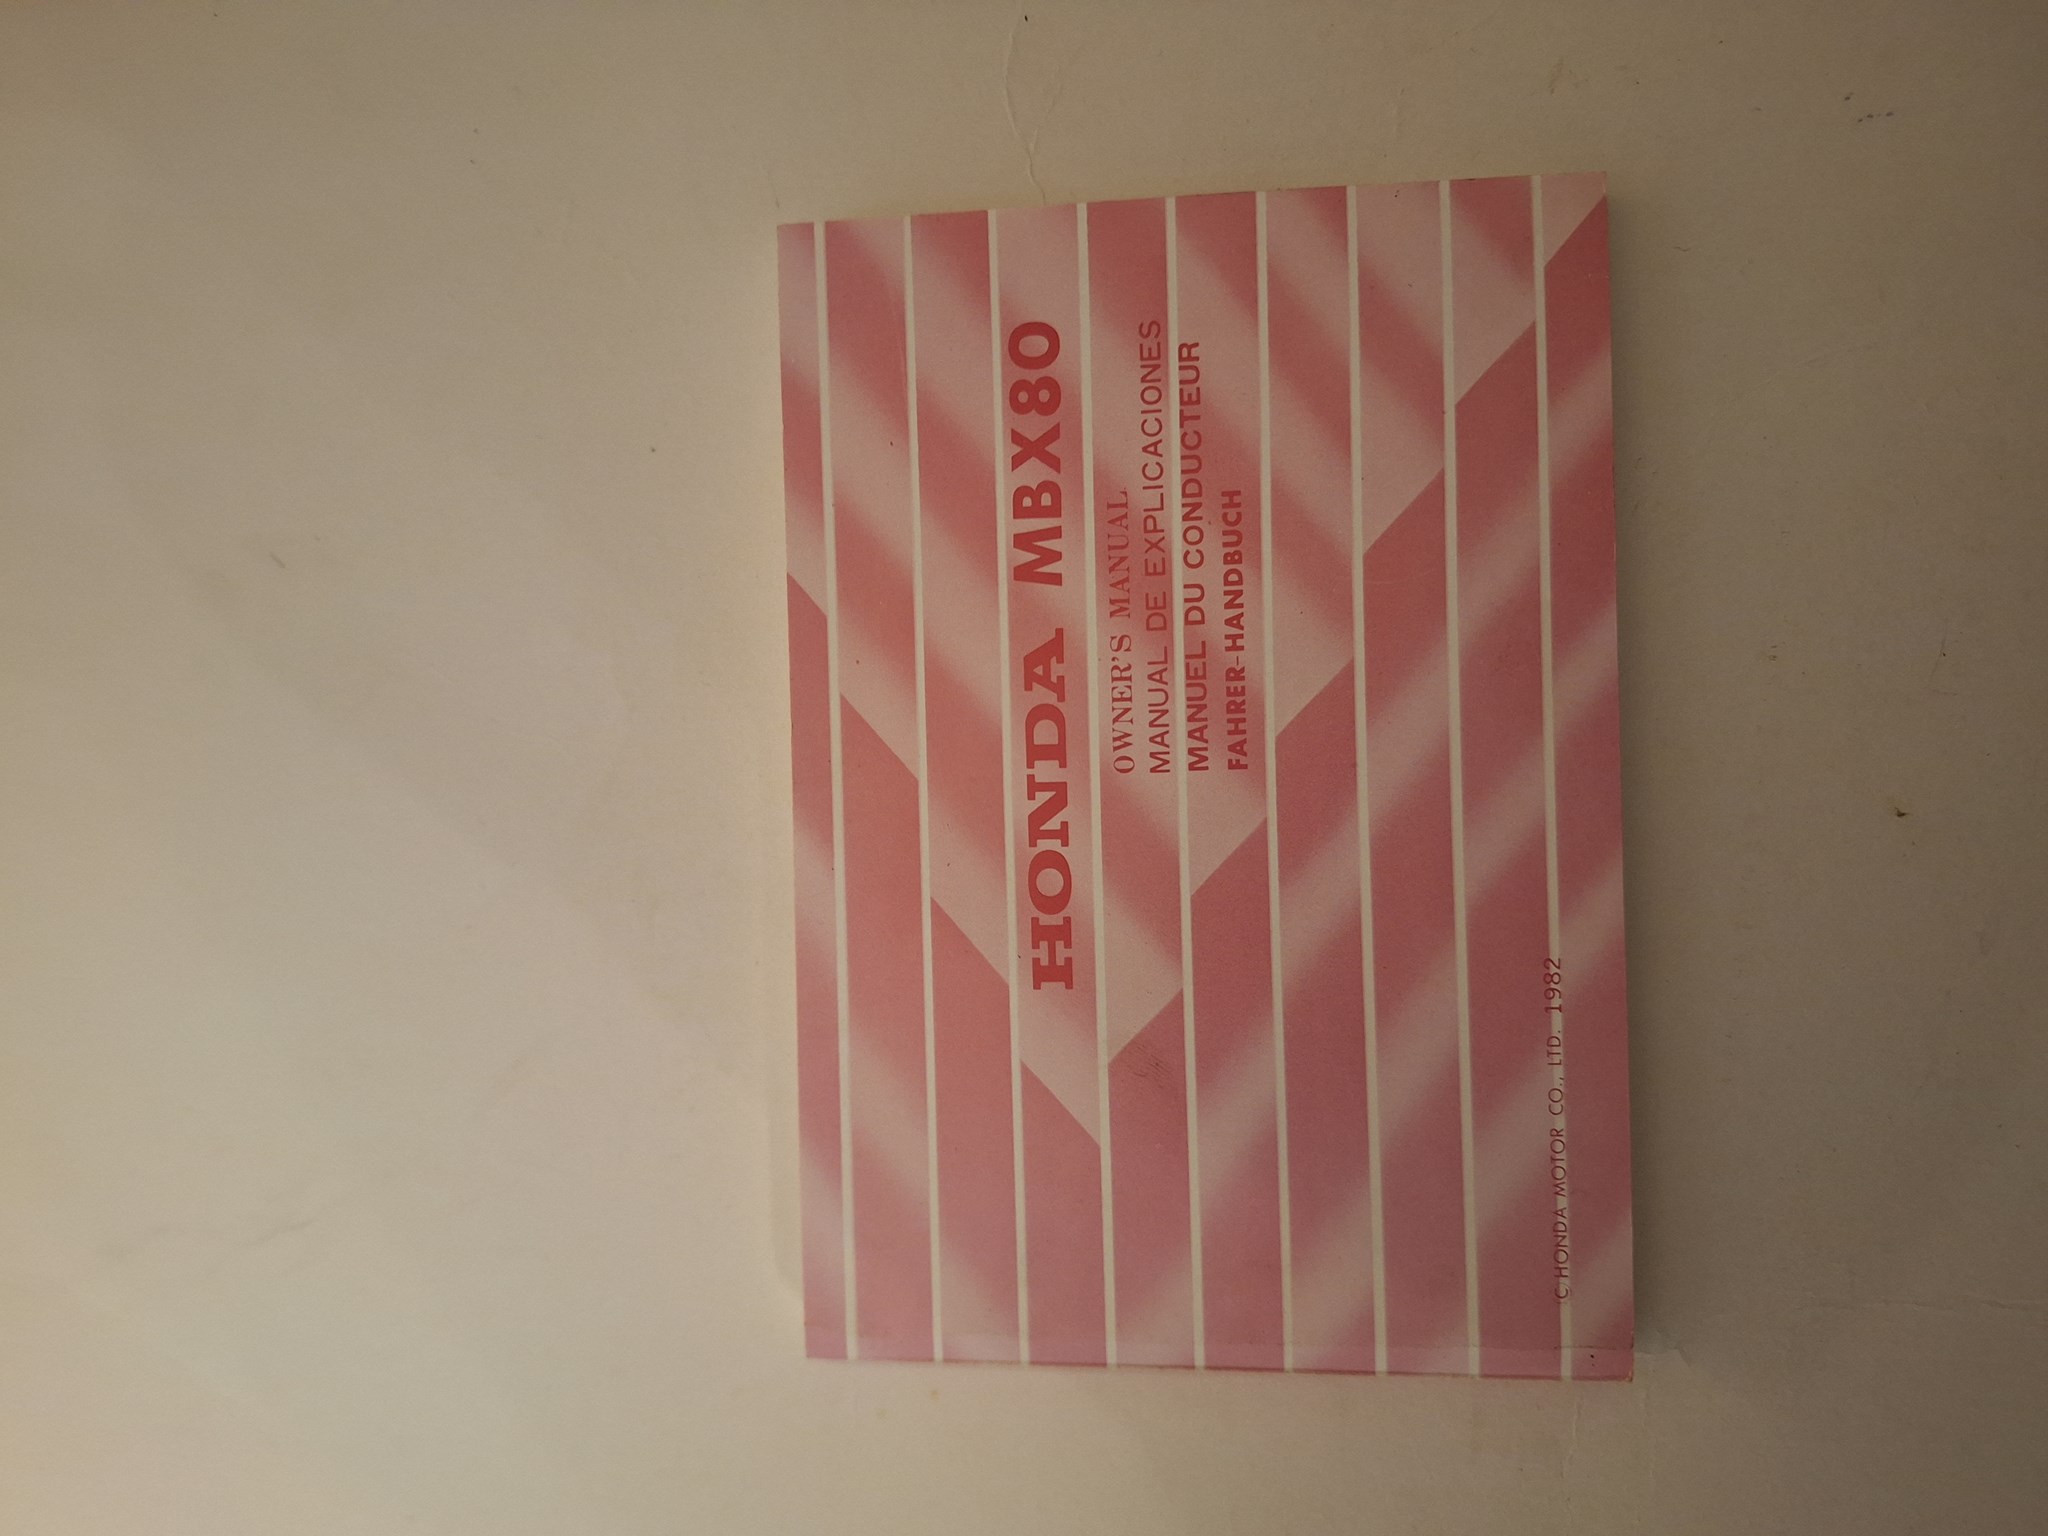 HONDA MBX80
OWNER'S MANUAL
MANUAL DE EXPLICACIONES
MANUEL DU CONDUCTEUR
FAHRER-HANDBUCH
© HONDA MOTOR CO., LTD. 1982